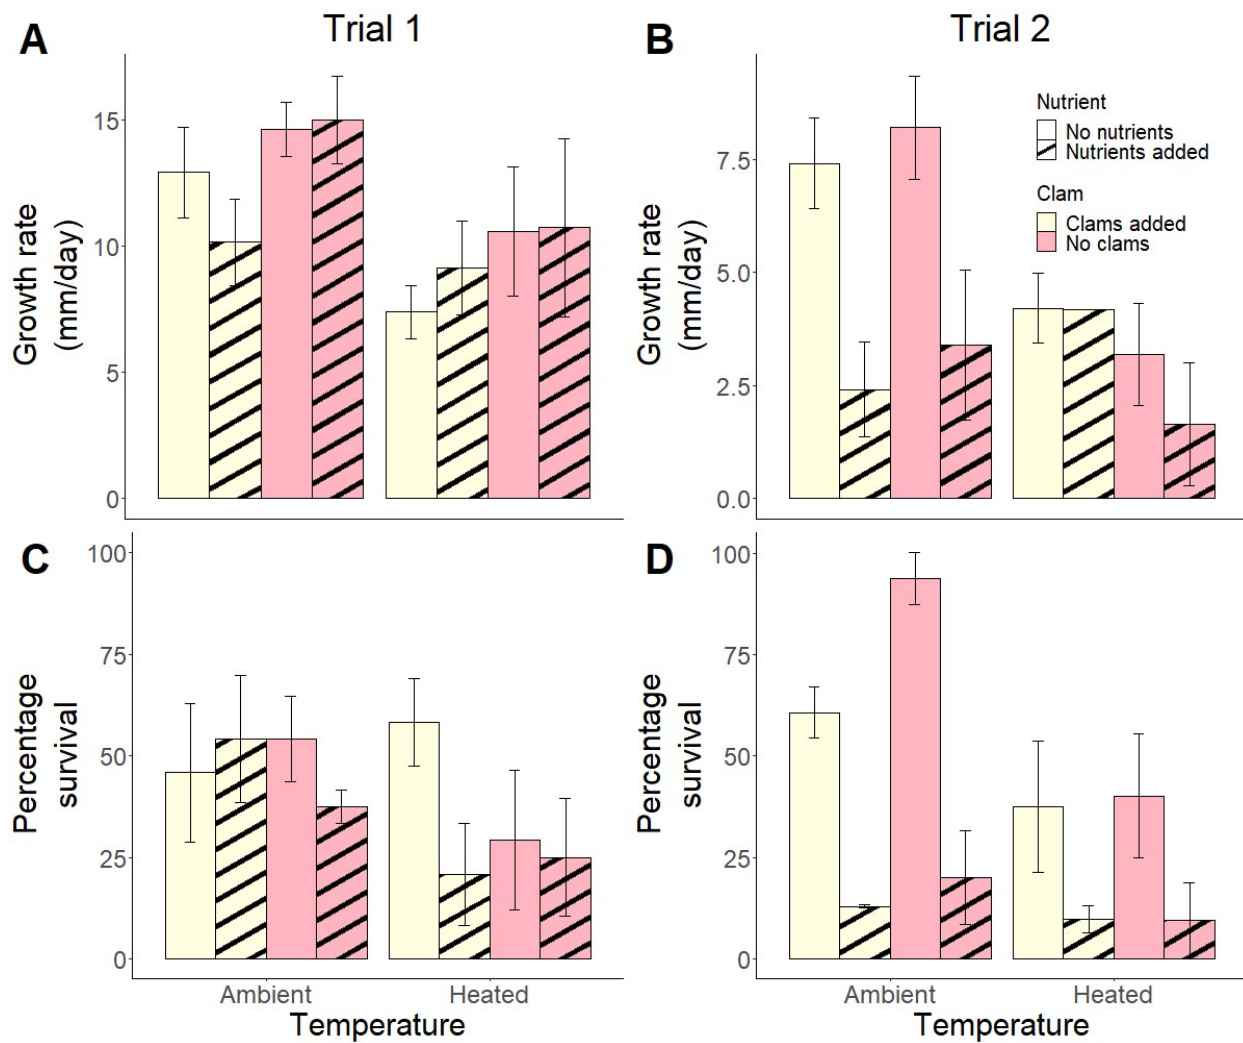 A
Trial 1
Growth rate
(mm/day)
15
10
5
0
B
Trial 2
Growth rate
(mm/day)
7.5
5.0
2.5
0.0
Nutrient
No nutrients
Nutrients added
Clam
Clams added
No clams
C
Percentage
survival
100
75
50
25
0
Ambient
Heated
Temperature
D
Percentage
survival
100
75
50
25
0
Ambient
Heated
Temperature